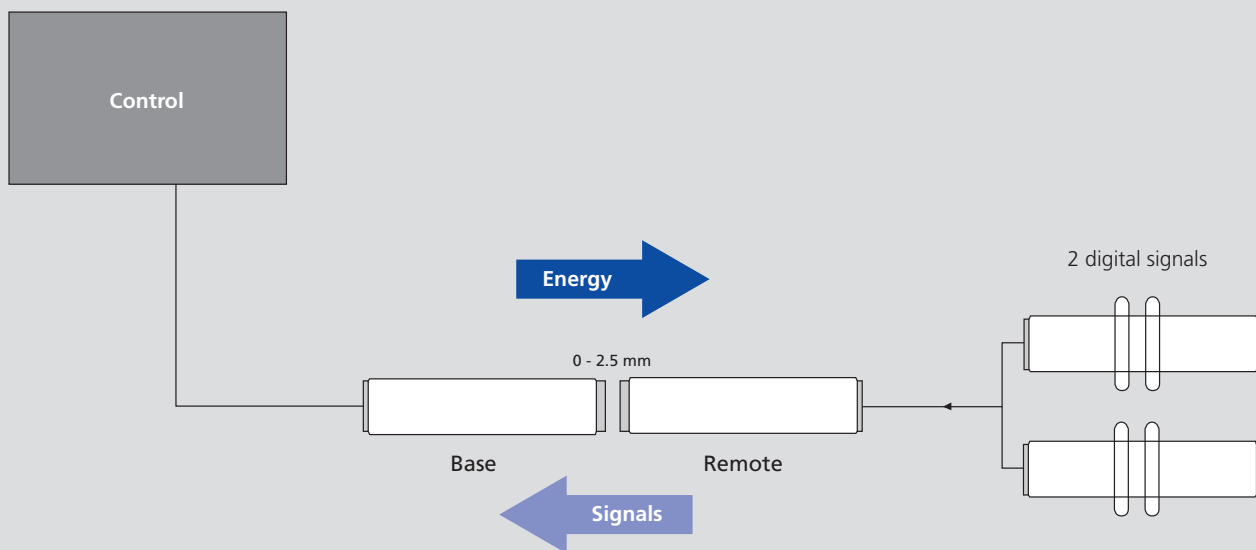 Control
2 digital signals
Energy
0 - 2.5 mm
Base
Remote
Signals